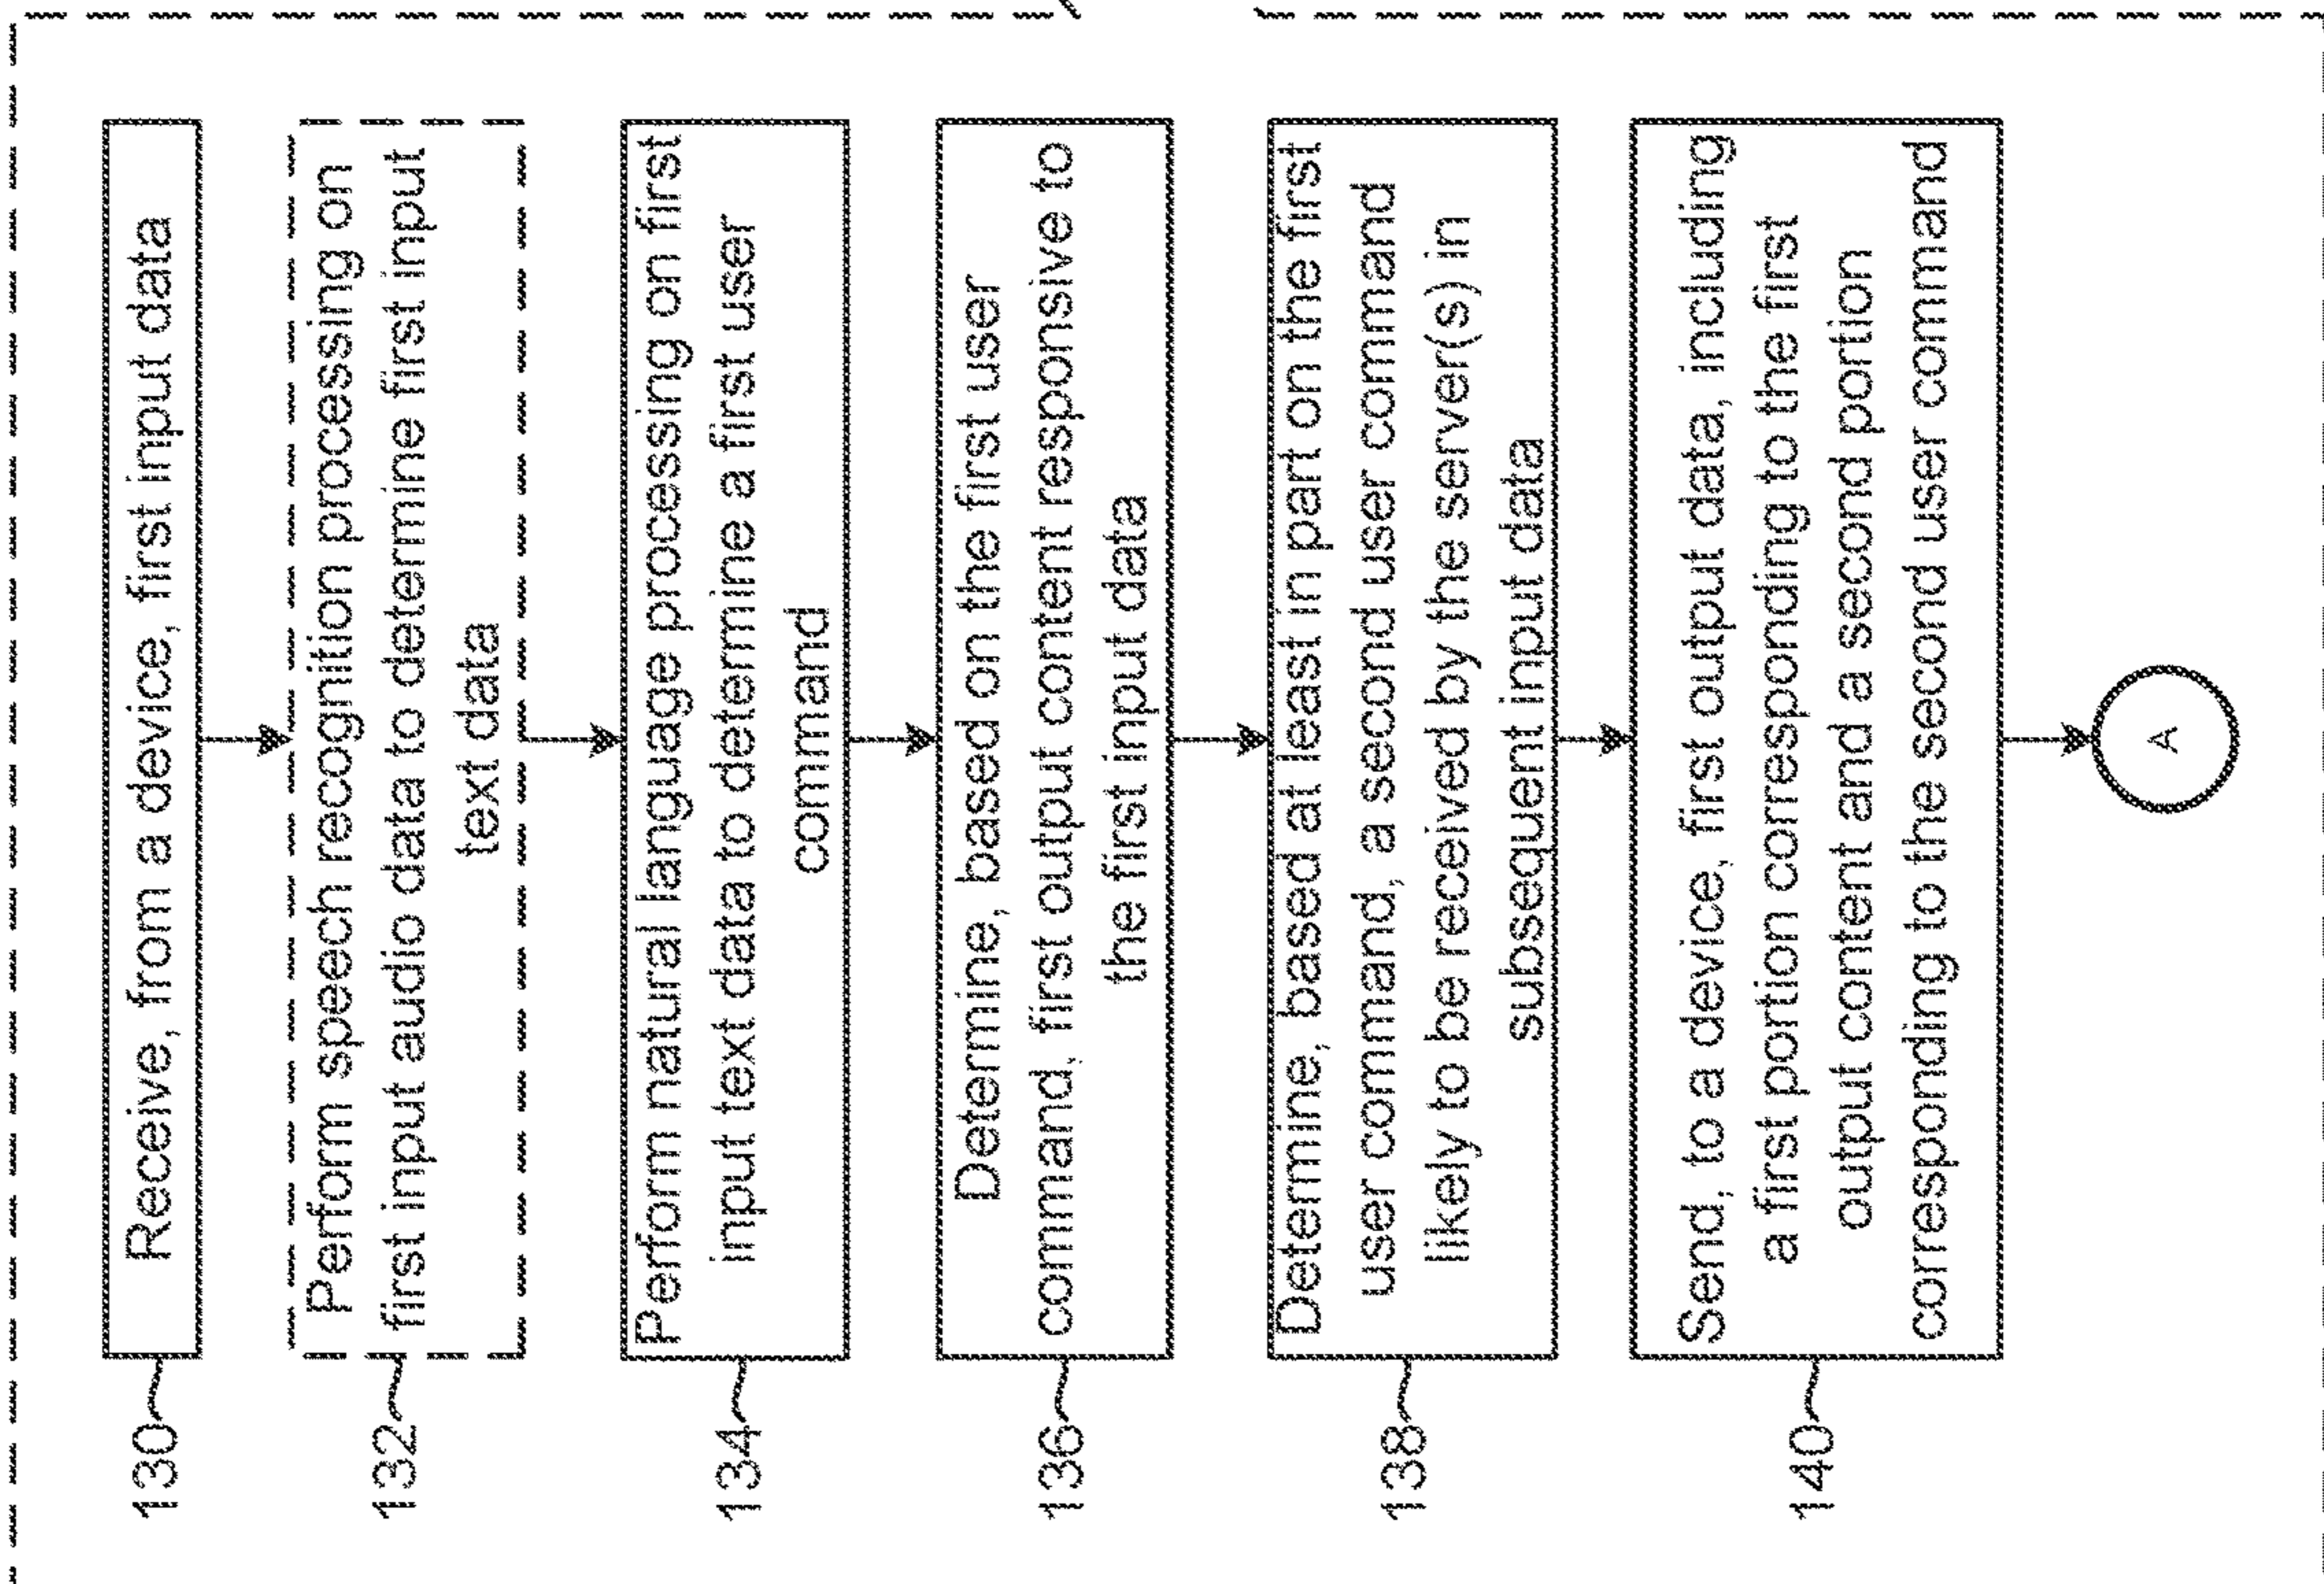 130
Receive, from a device, first input data
132
Perform speech recognition processing on
first input audio data to determine first input
text data
134
Perform natural language processing on first
input text data to determine a first user
command
136
Determine, based on the first user
command, first output content responsive to
the first input data
138
Determine, based at least in part on the first
user command, a second user command
likely to be received by the server(s) in
subsequent input data
140
Send, to a device, first output data, including
a first portion corresponding to the first
output content and a second portion
corresponding to the second user command
A